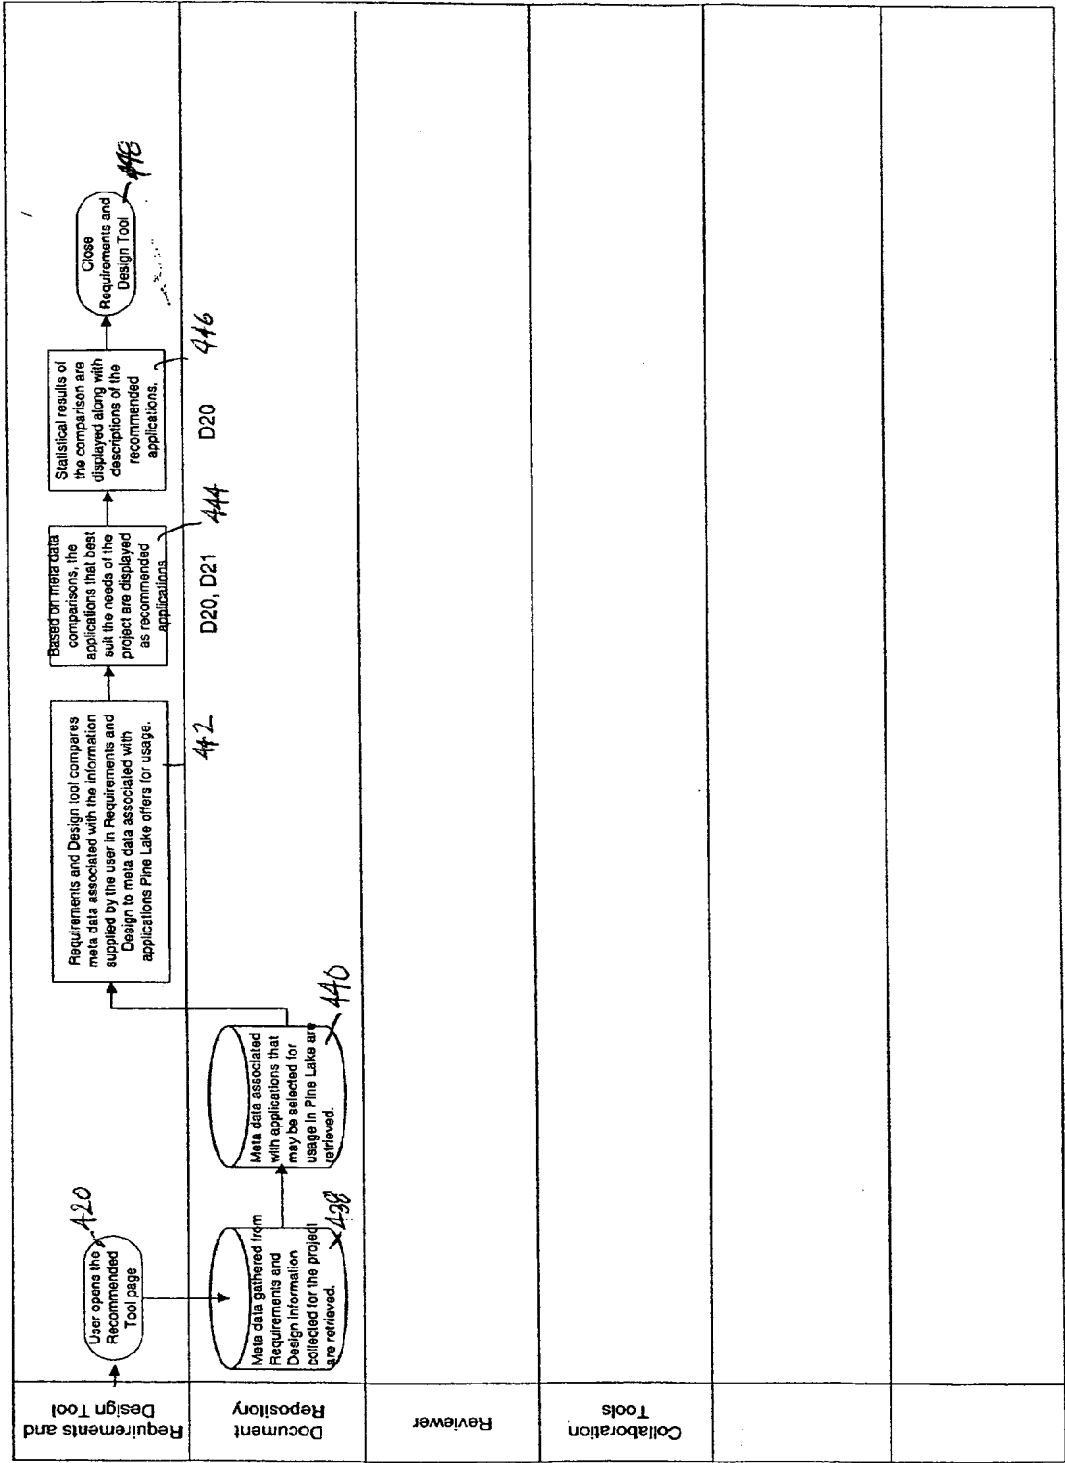 Requirements and
Design Tool
User opens the
Recommended
Tool page
420
Requirements and Design tool compares
meta data associated with the information
supplied by the user in Requirements and
Design to meta data associated with
applications Pine Lake offers for usage.
442
Based on meta data
comparisons, the
applications that best
suit the needs of the
project are displayed
as recommended
applications
444
D20, D21
Statistical results of
the comparison are
displayed along with
descriptions of the
recommended
applications.
446
D20
Close
Requirements and
Design Tool
448
Document
Repository
Meta data gathered from
Requirements and
Design Information
collected for the project
are retrieved.
438
Meta data associated
with applications that
may be selected for
usage in Pine Lake are
retrieved.
440
Reviewer
Collaboration
Tools